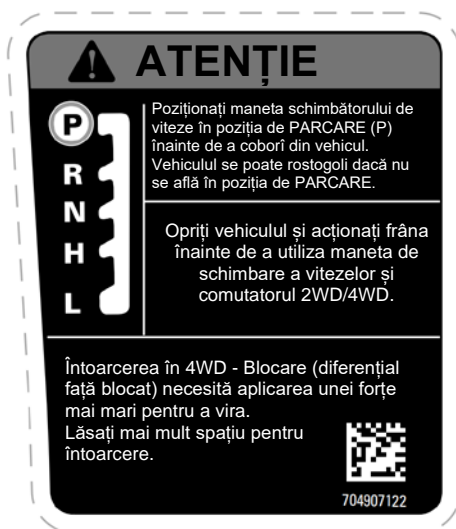 ATENȚIE
P
R
N
H
L
Poziționați maneta schimbătorului de
viteze în poziția de PARCARE (P)
înainte de a coborî din vehicul.
Vehiculul se poate rostogoli dacă nu
se află în poziția de PARCARE.
Opriți vehiculul și acționați frâna
înainte de a utiliza maneta de
schimbare a vitezelor și
comutatorul 2WD/4WD.
Întoarcerea în 4WD - Blocare (diferențial
față blocat) necesită aplicarea unei forțe
mai mari pentru a vira.
Lăsați mai mult spațiu pentru
întoarcere.
704907122